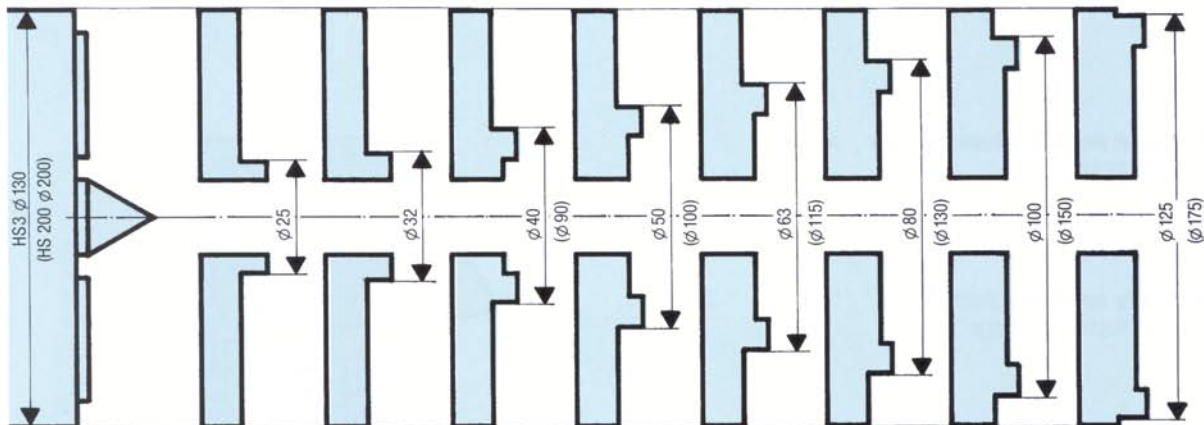 HS3 ϕ 130
(HS 200 ϕ 200)
ϕ 25
ϕ 32
ϕ 40
(ϕ 90)
ϕ 50
(ϕ 100)
ϕ 63
(ϕ 115)
ϕ 80
(ϕ 130)
ϕ 100
(ϕ 150)
ϕ 125
(ϕ 175)